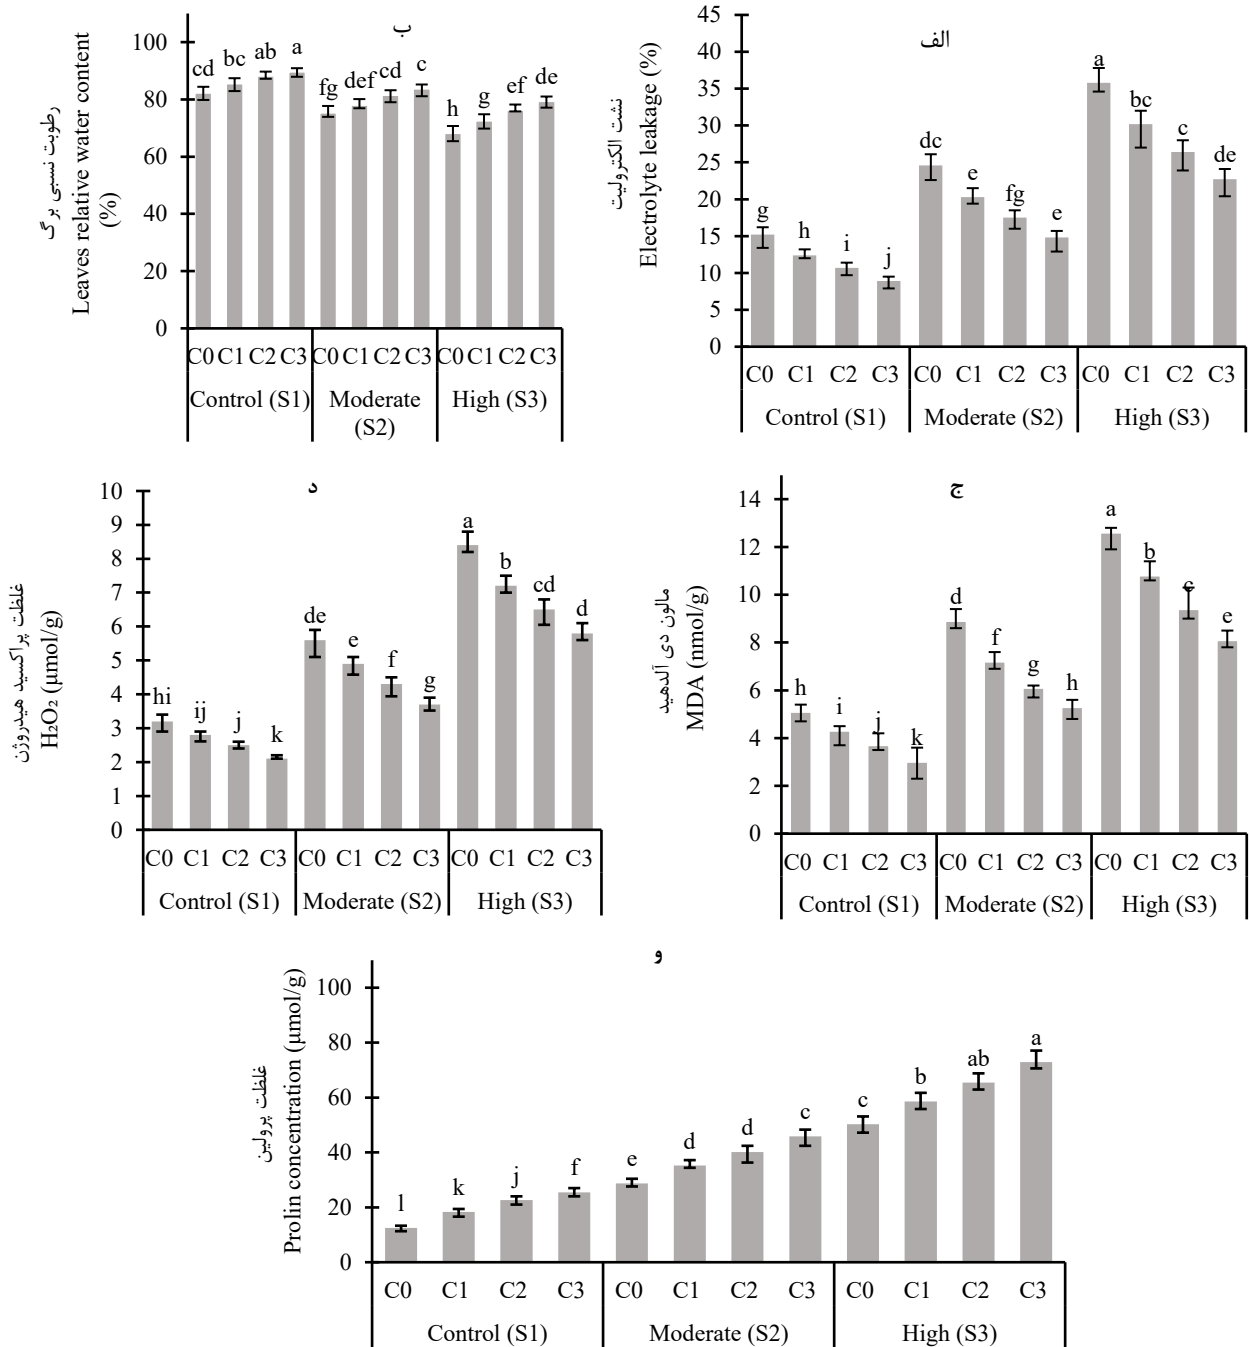 ب
رطوبت نسبی برگ
Leaves relative water content
(%)
100
80
60
40
20
0
cd bc ab a
fg def cd c
h g ef de
C0 C1 C2 C3 C0 C1 C2 C3 C0 C1 C2 C3
Control (S1) Moderate (S2) High (S3)
الف
نشت الکترولیت
Electrolyte leakage (%)
45
40
35
30
25
20
15
10
5
0
g h i j
dc e fg e
a bc c de
C0 C1 C2 C3 C0 C1 C2 C3 C0 C1 C2 C3
Control (S1) Moderate (S2) High (S3)
د
غلظت پراکسید هیدروژن
H₂O₂ (µmol/g)
10
9
8
7
6
5
4
3
2
1
0
hi ij j k
de e f g
a b cd d
C0 C1 C2 C3 C0 C1 C2 C3 C0 C1 C2 C3
Control (S1) Moderate (S2) High (S3)
ج
مالون دی آلدهید
MDA (nmol/g)
14
12
10
8
6
4
2
0
h i j k
d f g h
a b c e
C0 C1 C2 C3 C0 C1 C2 C3 C0 C1 C2 C3
Control (S1) Moderate (S2) High (S3)
و
غلظت پرولین
Prolin concentration (µmol/g)
100
80
60
40
20
0
l k j f
e d d c
c b ab a
C0 C1 C2 C3 C0 C1 C2 C3 C0 C1 C2 C3
Control (S1) Moderate (S2) High (S3)